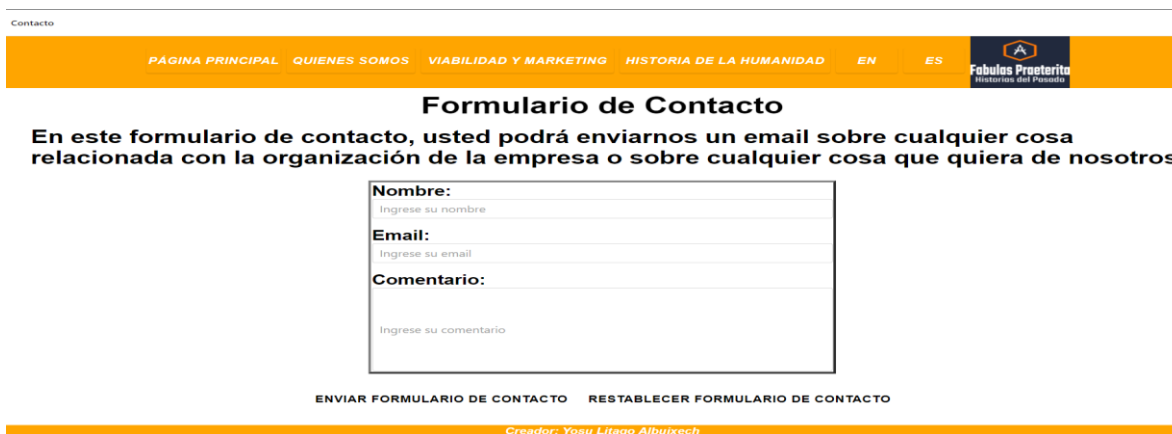 Contacto
PÁGINA PRINCIPAL QUIENES SOMOS VIABILIDAD Y MARKETING HISTORIA DE LA HUMANIDAD EN ES
Fabulas Praeterita
Historias del Pasado
Formulario de Contacto
En este formulario de contacto, usted podrá enviarnos un email sobre cualquier cosa
relacionada con la organización de la empresa o sobre cualquier cosa que quiera de nosotros
Nombre:
Ingrese su nombre
Email:
Ingrese su email
Comentario:
Ingrese su comentario
ENVIAR FORMULARIO DE CONTACTO RESTABLECER FORMULARIO DE CONTACTO
Creador: Yosu Litago Albuixech